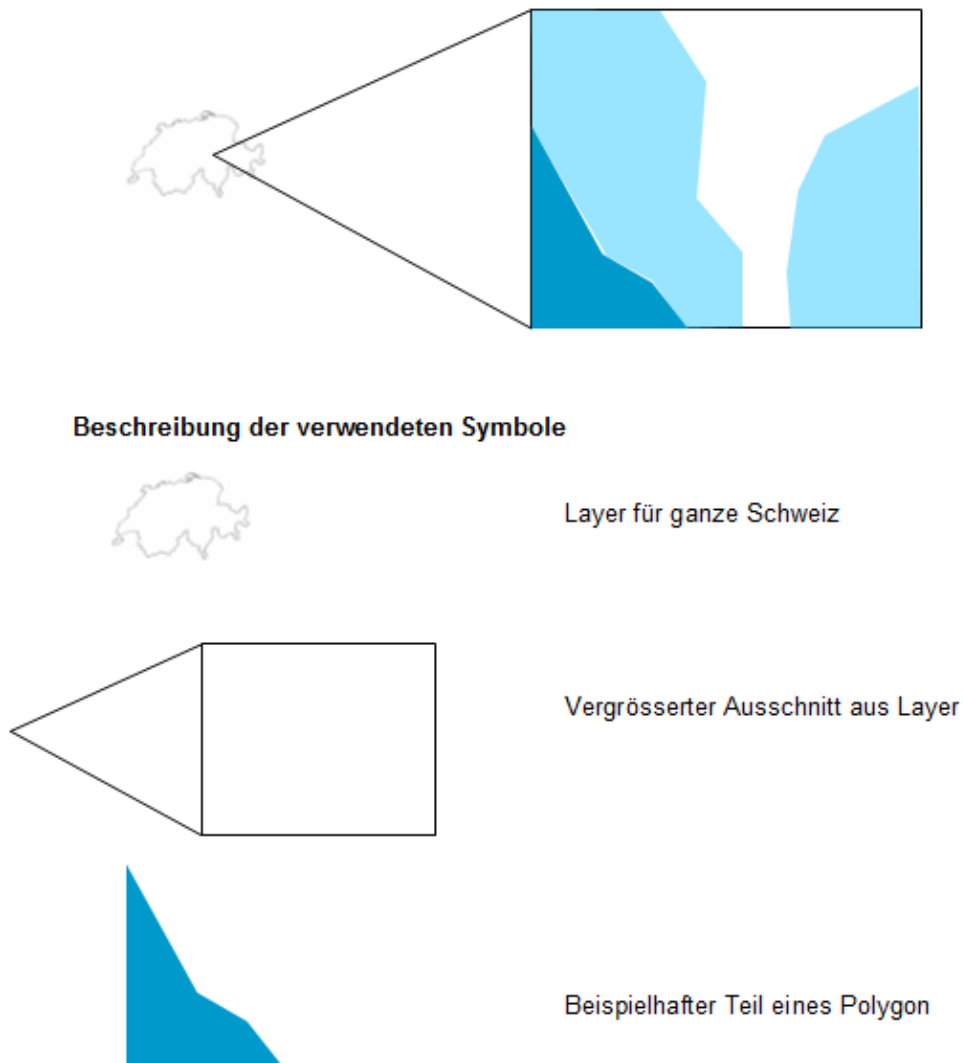 Beschreibung der verwendeten Symbole
Layer für ganze Schweiz
Vergrösserter Ausschnitt aus Layer
Beispielhafter Teil eines Polygon